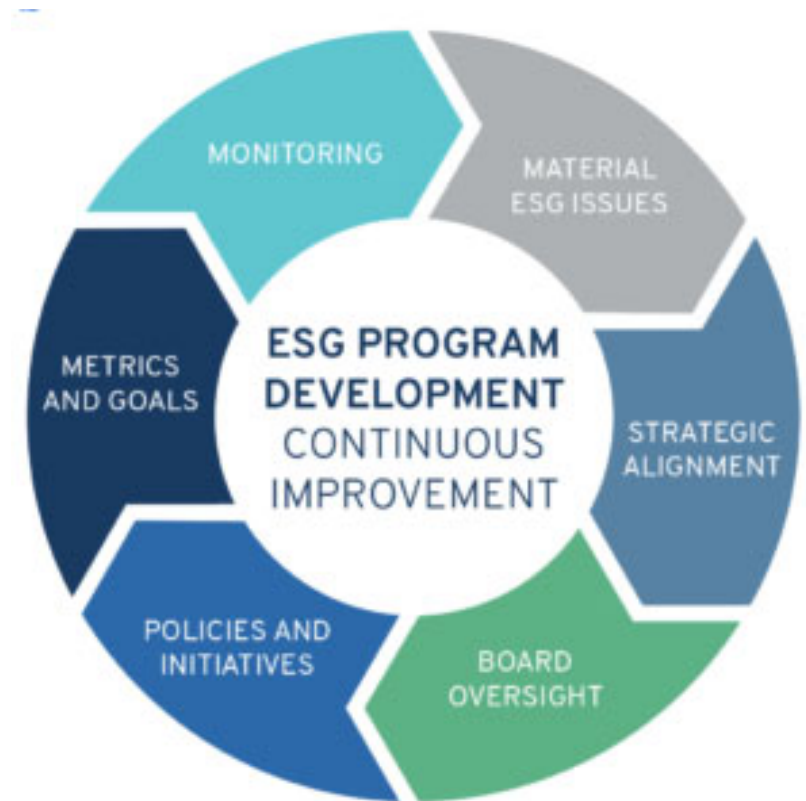 MONITORING
MATERIAL
ESG ISSUES
STRATEGIC
ALIGNMENT
BOARD
OVERSIGHT
POLICIES AND
INITIATIVES
METRICS
AND GOALS
ESG PROGRAM
DEVELOPMENT
CONTINUOUS
IMPROVEMENT